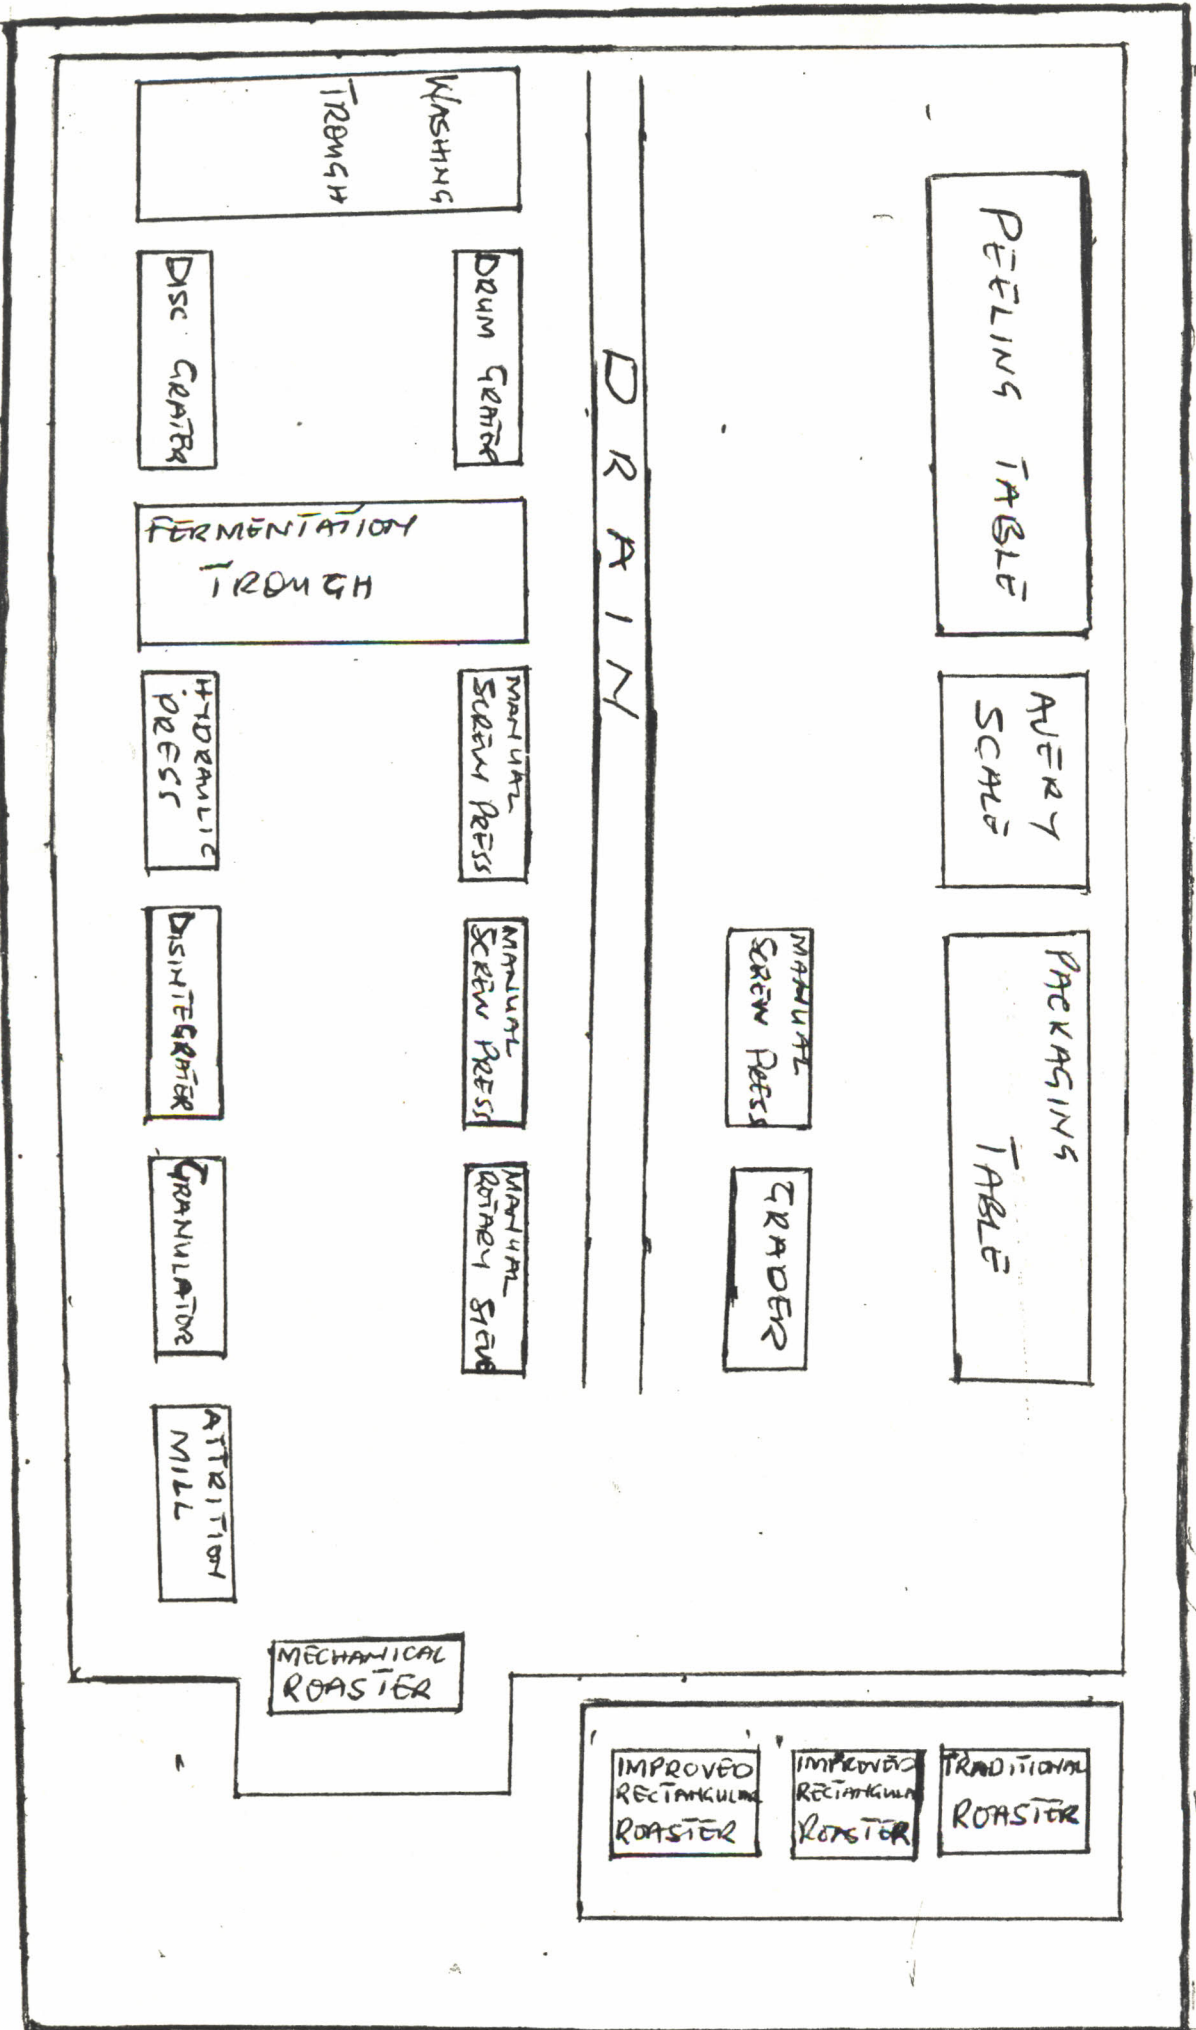 WASHING
TROUGH
PEELING TABLE
DISC GRATER
DRUM GRATER
DRAIN
FERMENTATION
TROUGH
HYDRAULIC
PRESS
MANUAL
SCREW PRESS
AVERY
SCALE
DISINTEGRATER
MANUAL
SCREW PRESS
MANUAL
SCREW PRESS
PACKAGING
TABLE
GRANULATOR
MANUAL
ROTARY SIEVE
GRADER
ATTRITION
MILL
MECHANICAL
ROASTER
IMPROVED
RECTANGULAR
ROASTER
IMPROVED
RECTANGULAR
ROASTER
TRADITIONAL
ROASTER